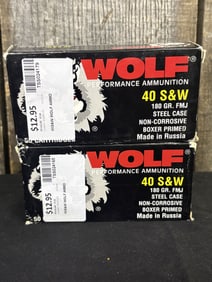 WOLF
PERFORMANCE AMMUNITION
40 S&W
180 GR. FMJ
STEEL CASE
NON-CORROSIVE
BOXER PRIMED
Made in Russia
$12.95
WOLF
PERFORMANCE AMMUNITION
40 S&W
180 GR. FMJ
STEEL CASE
NON-CORROSIVE
BOXER PRIMED
Made in Russia
$12.95